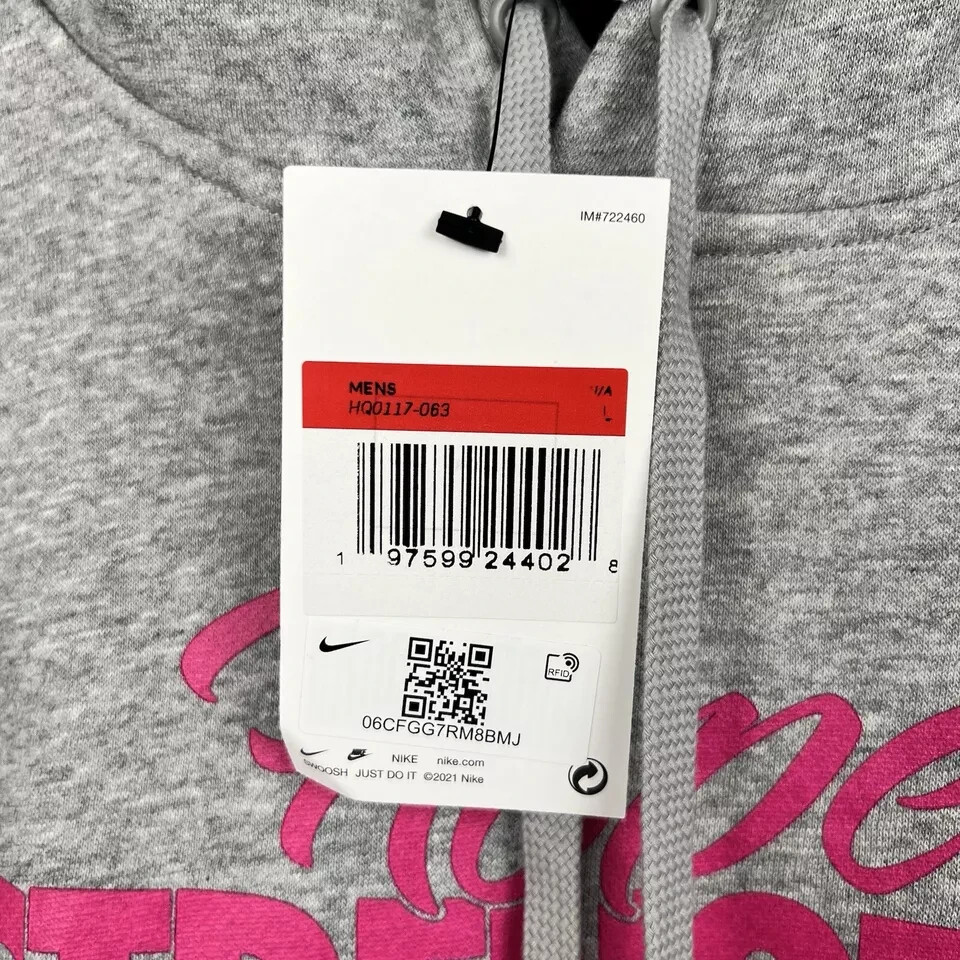 IM#722460
MENS
HQ0117-063
L
1 97599 24402 8
RFID
06CFGG7RM8BMJ
NIKE nike.com
SWOOSH JUST DO IT ©2021 Nike